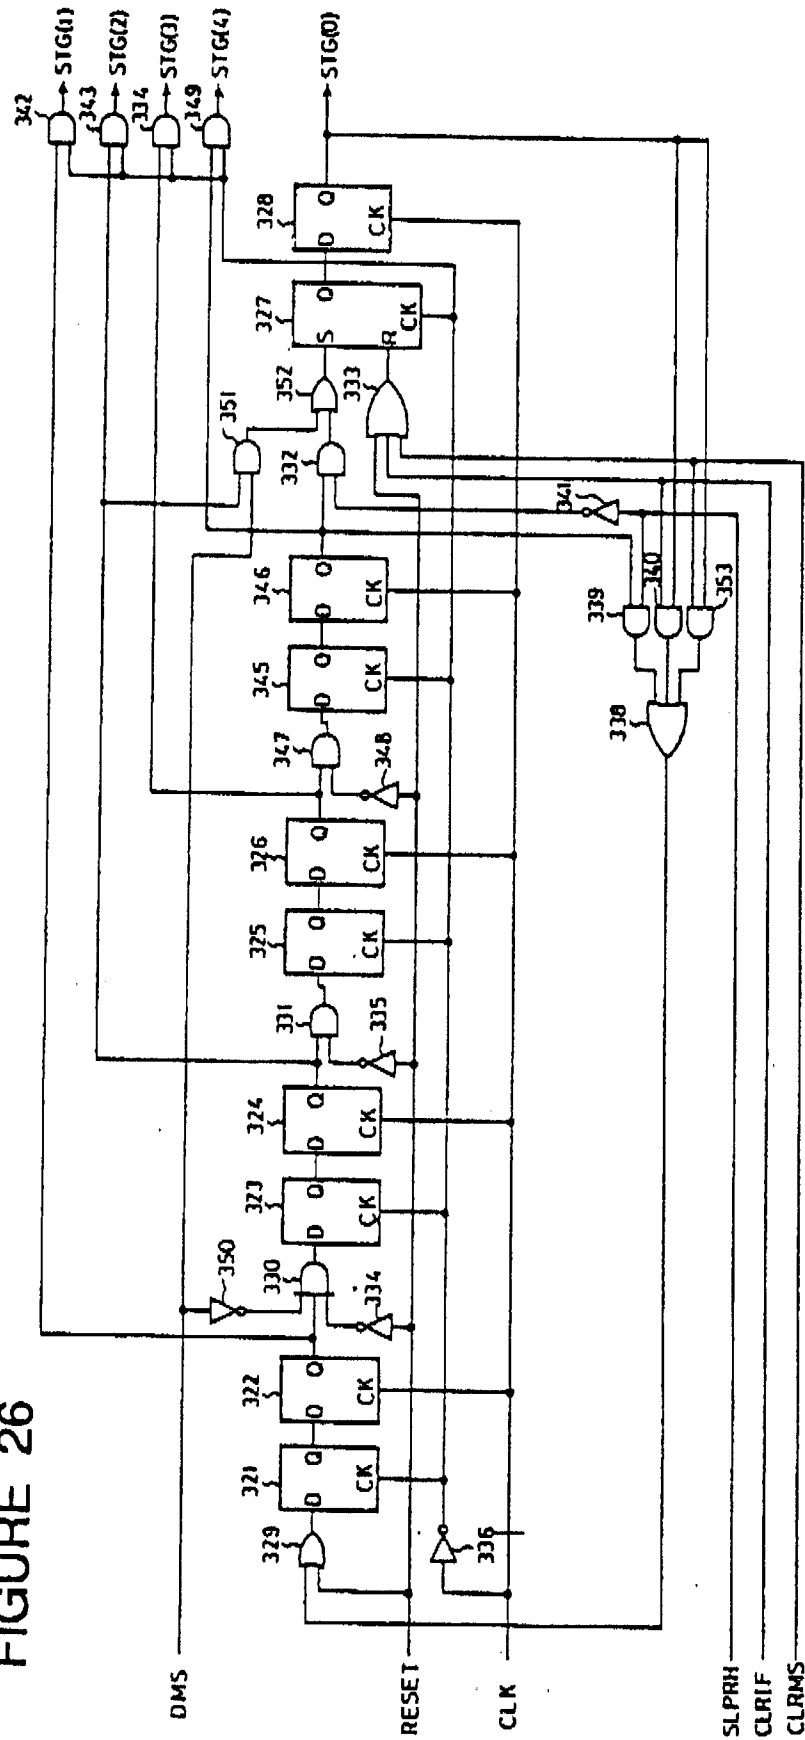 FIGURE 26
342
STG(1)
343
STG(2)
334
STG(3)
349
STG(4)
STG(0)
328
D
Q
CK
327
S
Q
R
CK
352
333
351
332
341
346
D
Q
CK
345
D
Q
CK
347
348
339
340
353
338
326
D
Q
CK
325
D
Q
CK
331
335
324
D
Q
CK
323
D
Q
CK
350
330
334
322
D
Q
CK
321
D
Q
CK
329
336
DMS
RESET
CLK
SLPRH
CLRIF
CLRMS